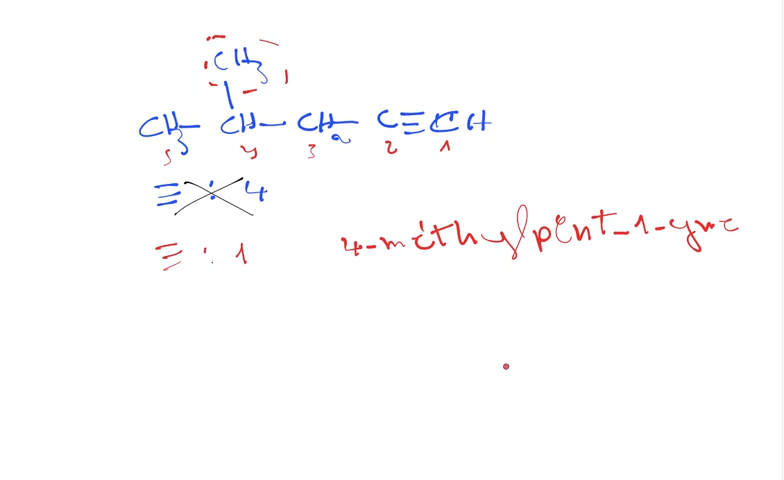 CH3
CH3 - CH - CH2 - C≡CH
5 4 3 2 1
≡ : 4
≡ : 1
4-methylpent-1-yne